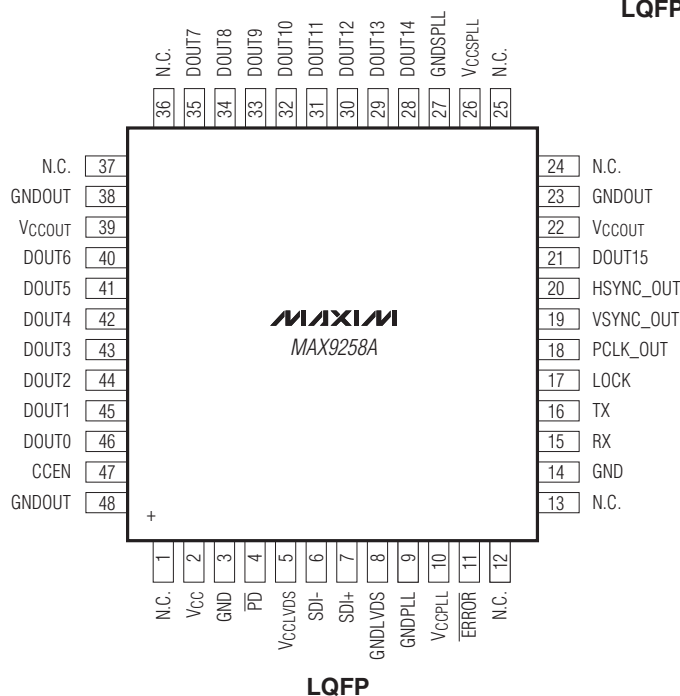 LQFP
N.C.
DOUT7
DOUT8
DOUT9
DOUT10
DOUT11
DOUT12
DOUT13
DOUT14
GNDSPLL
VCCSPLL
N.C.
36 35 34 33 32 31 30 29 28 27 26 25
N.C. 37 24 N.C.
GNDOUT 38 23 GNDOUT
VCCOUT 39 22 VCCOUT
DOUT6 40 21 DOUT15
DOUT5 41 20 HSYNC_OUT
DOUT4 42 MAXIM 19 VSYNC_OUT
DOUT3 43 MAX9258A 18 PCLK_OUT
DOUT2 44 17 LOCK
DOUT1 45 16 TX
DOUT0 46 15 RX
CCEN 47 14 GND
GNDOUT 48 13 N.C.
+
1 2 3 4 5 6 7 8 9 10 11 12
N.C.
VCC
GND
PD
VCCLVDS
SDI-
SDI+
GNDLVDS
GNDPLL
VCCPLL
ERROR
N.C.
LQFP